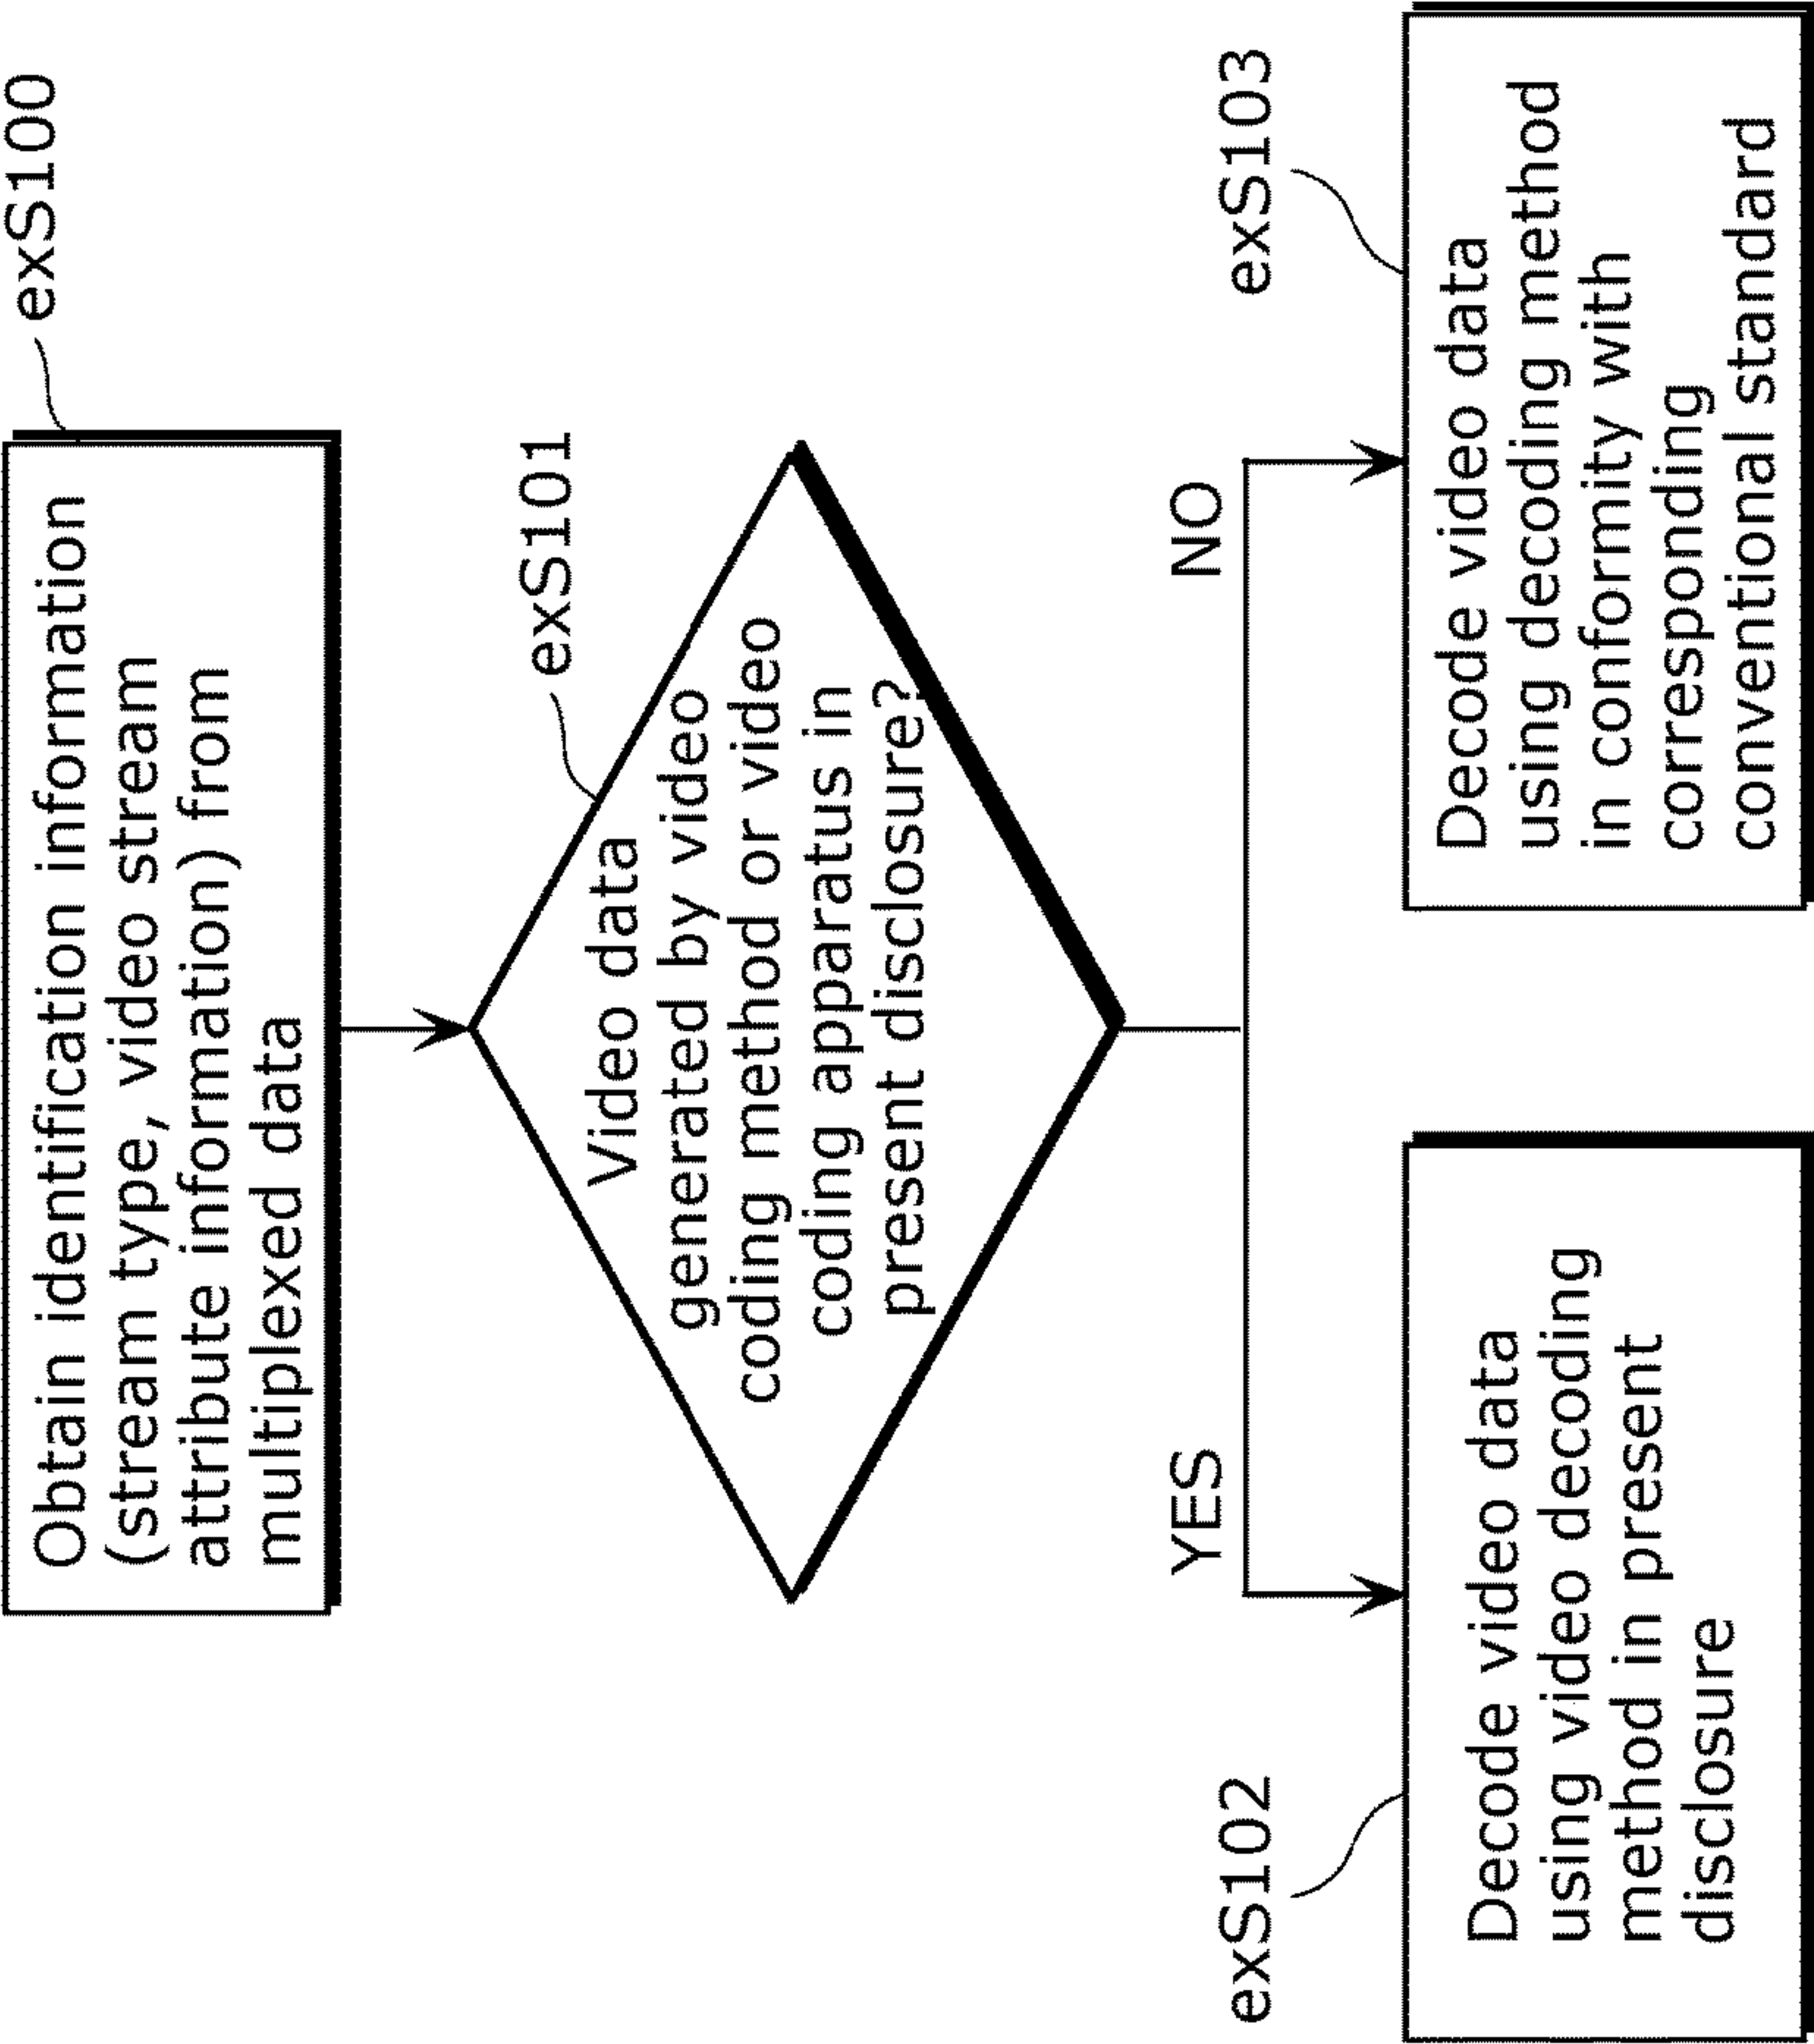 exS100
Obtain identification information
(stream type, video stream
attribute information) from
multiplexed data
exS101
Video data
generated by video
coding method or video
coding apparatus in
present disclosure?
YES
NO
exS102
exS103
Decode video data
using video decoding
method in present
disclosure
Decode video data
using decoding method
in conformity with
corresponding
conventional standard